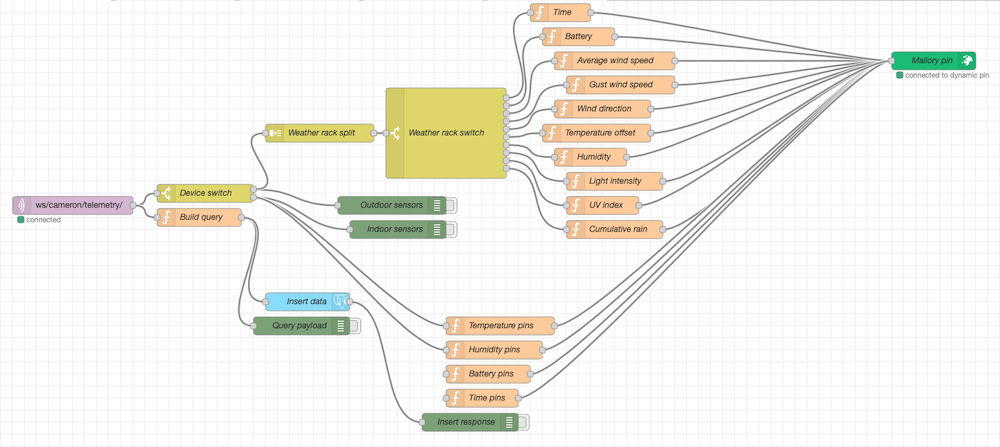 Time
Battery
Average wind speed
Mallory pin
connected to dynamic pin
Gust wind speed
Wind direction
Weather rack split
Weather rack switch
Temperature offset
Humidity
Light intensity
Device switch
ws/cameron/telemetry/
Outdoor sensors
UV index
connected
Build query
Indoor sensors
Cumulative rain
Insert data
Query payload
Temperature pins
Humidity pins
Battery pins
Time pins
Insert response